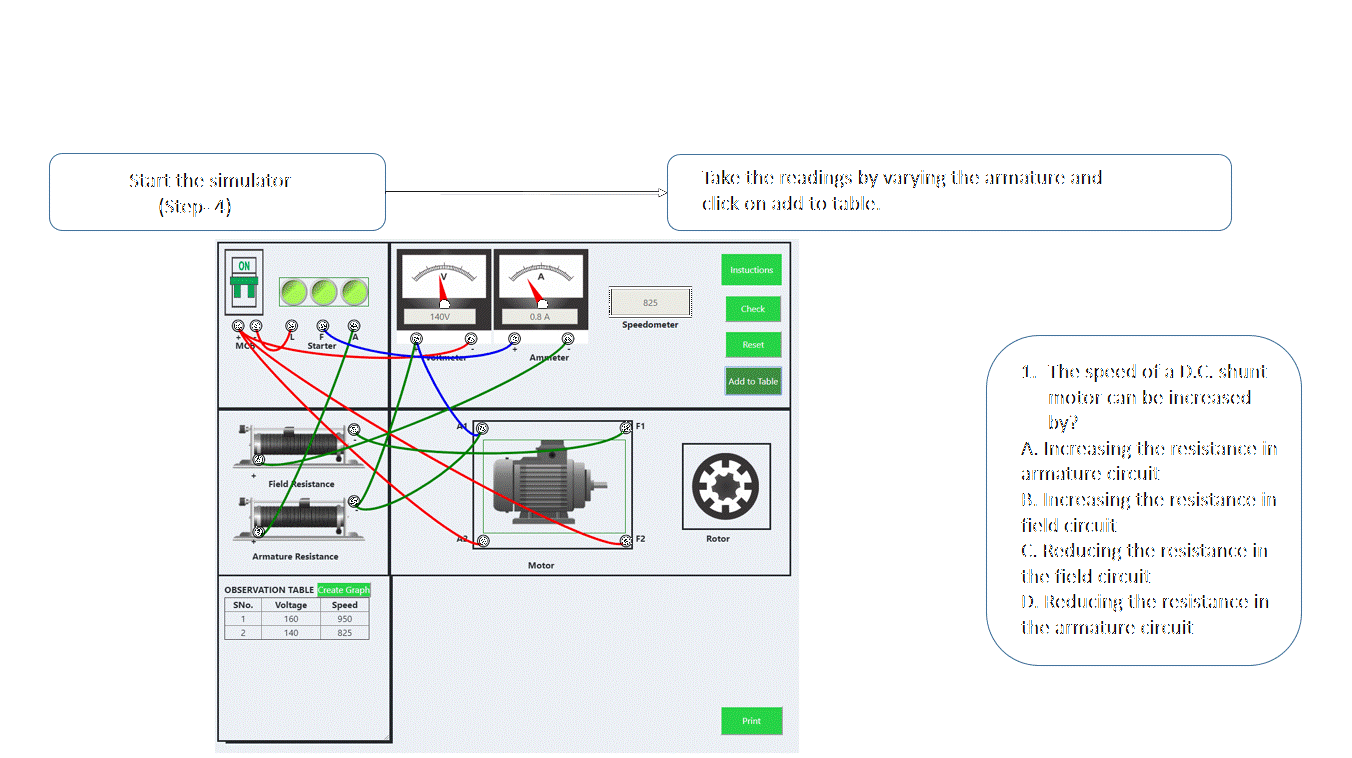 Start the simulator
(Step- 4)
Take the readings by varying the armature and
click on add to table.
ON
V
140V
A
0.8 A
825
Speedometer
Instuctions
Check
Reset
Add to Table
+
-
L
F
A
MCB
Starter
+
-
Voltmeter
+
-
Ammeter
-
+
Field Resistance
-
+
Armature Resistance
A1
F1
A2
F2
Motor
Rotor
OBSERVATION TABLE Create Graph
SNo. Voltage Speed
1 160 950
2 140 825
Print
1. The speed of a D.C. shunt
motor can be increased
by?
A. Increasing the resistance in
armature circuit
B. Increasing the resistance in
field circuit
C. Reducing the resistance in
the field circuit
D. Reducing the resistance in
the armature circuit